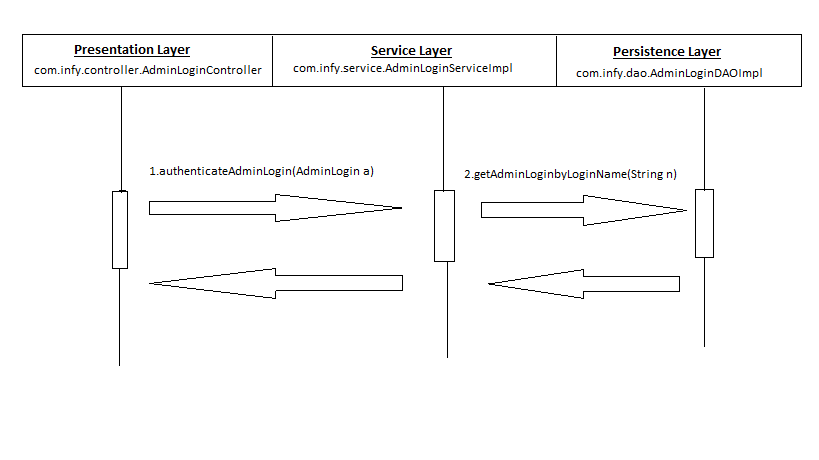 Presentation Layer
com.infy.controller.AdminLoginController
Service Layer
com.infy.service.AdminLoginServiceImpl
Persistence Layer
com.infy.dao.AdminLoginDAOImpl
1.authenticateAdminLogin(AdminLogin a)
2.getAdminLoginbyLoginName(String n)